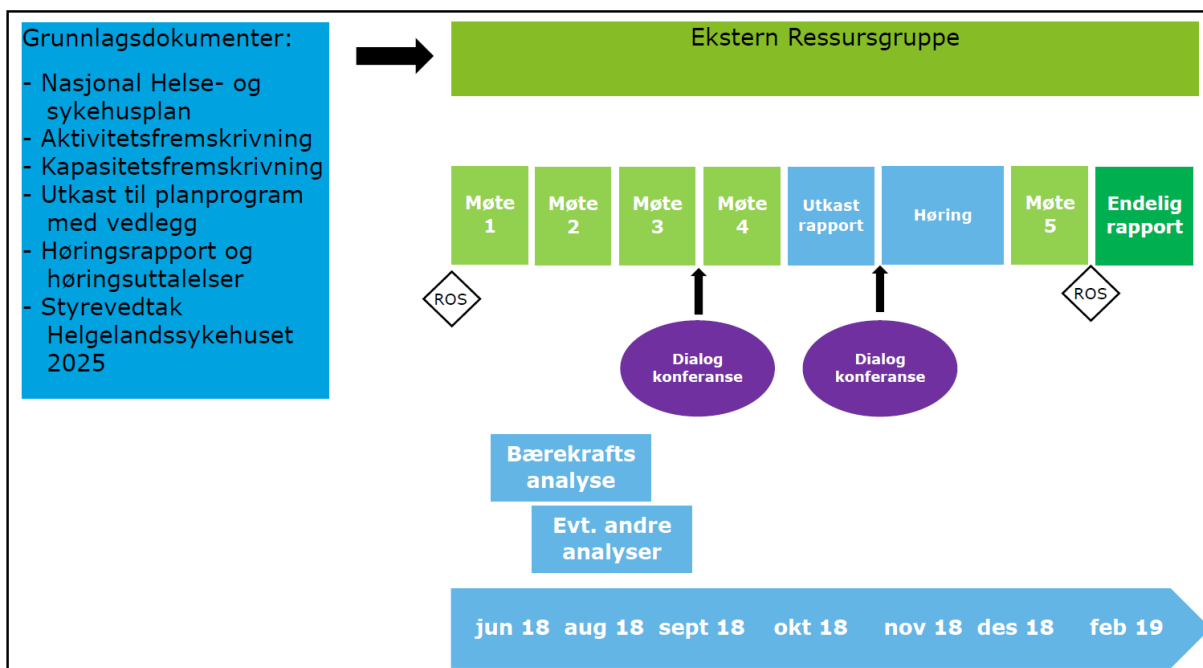 Grunnlagsdokumenter:
- Nasjonal Helse- og
sykehusplan
- Aktivitetsfremskrivning
- Kapasitetsfremskrivning
- Utkast til planprogram
med vedlegg
- Høringsrapport og
høringsuttalelser
- Styrevedtak
Helgelandssykehuset
2025
Ekstern Ressursgruppe
Møte
1
Møte
2
Møte
3
Møte
4
Utkast
rapport
Høring
Møte
5
Endelig
rapport
ROS
ROS
Dialog
konferanse
Dialog
konferanse
Bærekrafts
analyse
Evt. andre
analyser
jun 18 aug 18 sept 18 okt 18 nov 18 des 18 feb 19